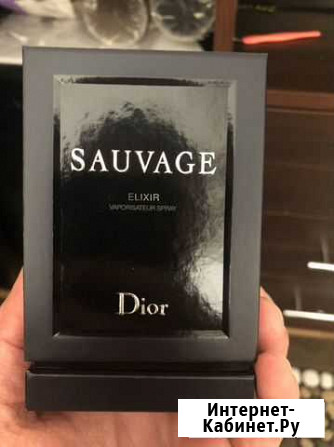 SAUVAGE
ELIXIR
VAPORISATEUR SPRAY
Dior
Интернет-
Кабинет.Ру